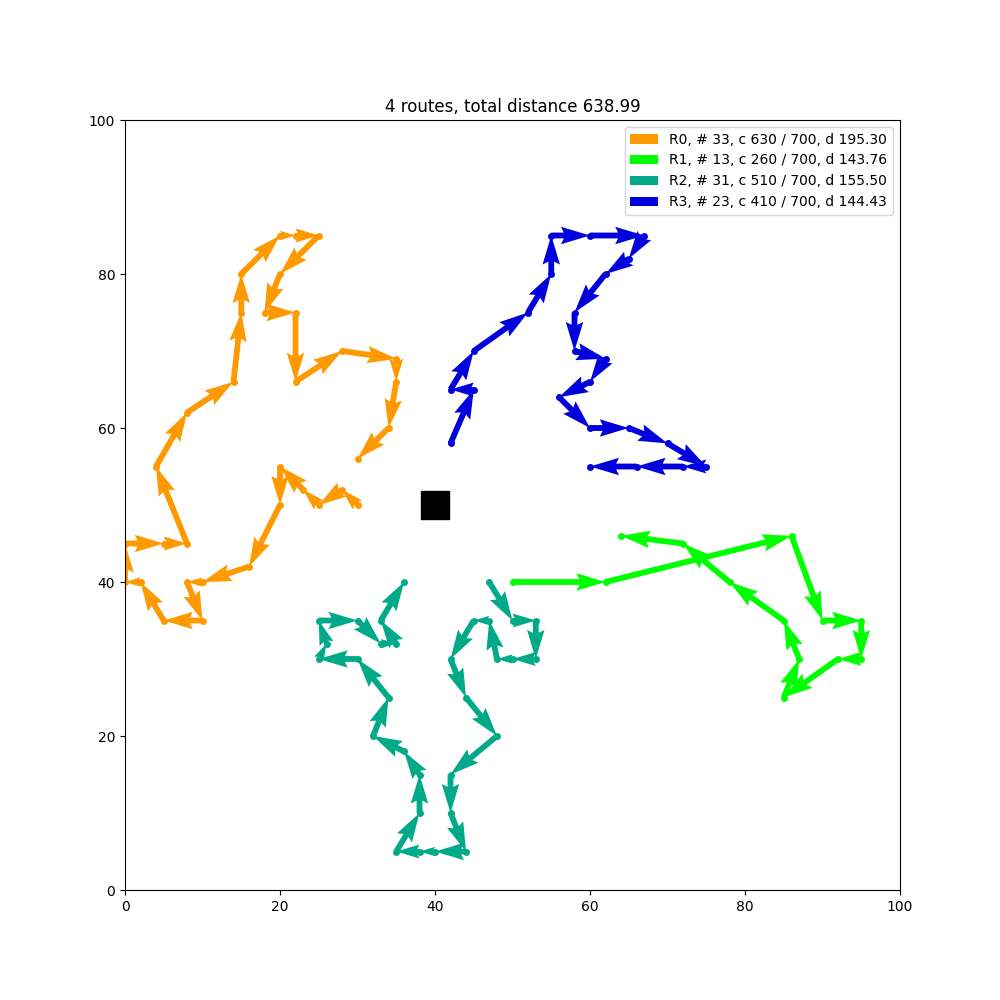 4 routes, total distance 638.99
R0, # 33, c 630 / 700, d 195.30
R1, # 13, c 260 / 700, d 143.76
R2, # 31, c 510 / 700, d 155.50
R3, # 23, c 410 / 700, d 144.43
100
80
60
40
20
0
0 20 40 60 80 100